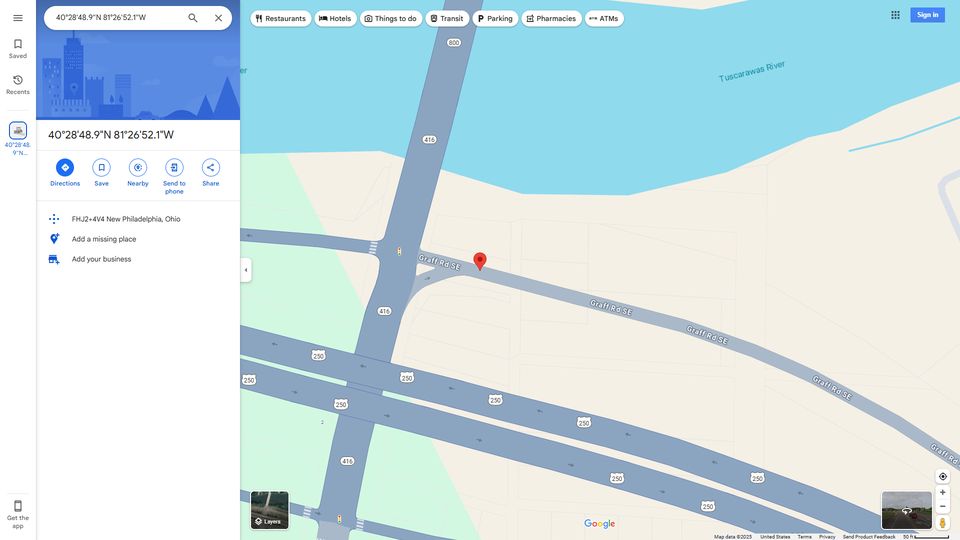 40°28'48.9"N 81°26'52.1"W
Restaurants
Hotels
Things to do
Transit
Parking
Pharmacies
ATMs
Sign in
Saved
Recents
40°28'48.
9"N...
40°28'48.9"N 81°26'52.1"W
Directions
Save
Nearby
Send to
phone
Share
FHJ2+4V4 New Philadelphia, Ohio
Add a missing place
Add your business
Get the
app
er
800
Tuscarawas River
416
Graff Rd SE
Graff Rd SE
416
Graff Rd SE
250
250
250
Graff Rd SE
250
250
250
2
Graff Rd SE
416
250
250
250
Layers
Google
Map data ©2025
United States
Terms
Privacy
Send Product Feedback
50 ft